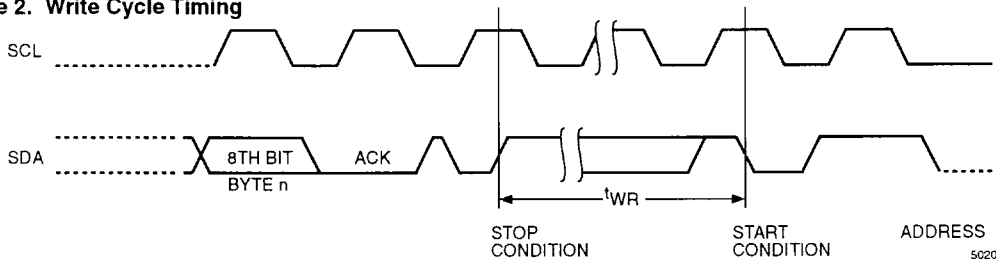 e 2. Write Cycle Timing
SCL
SDA
8TH BIT
ACK
BYTE n
tWR
STOP
CONDITION
START
CONDITION
ADDRESS
5020